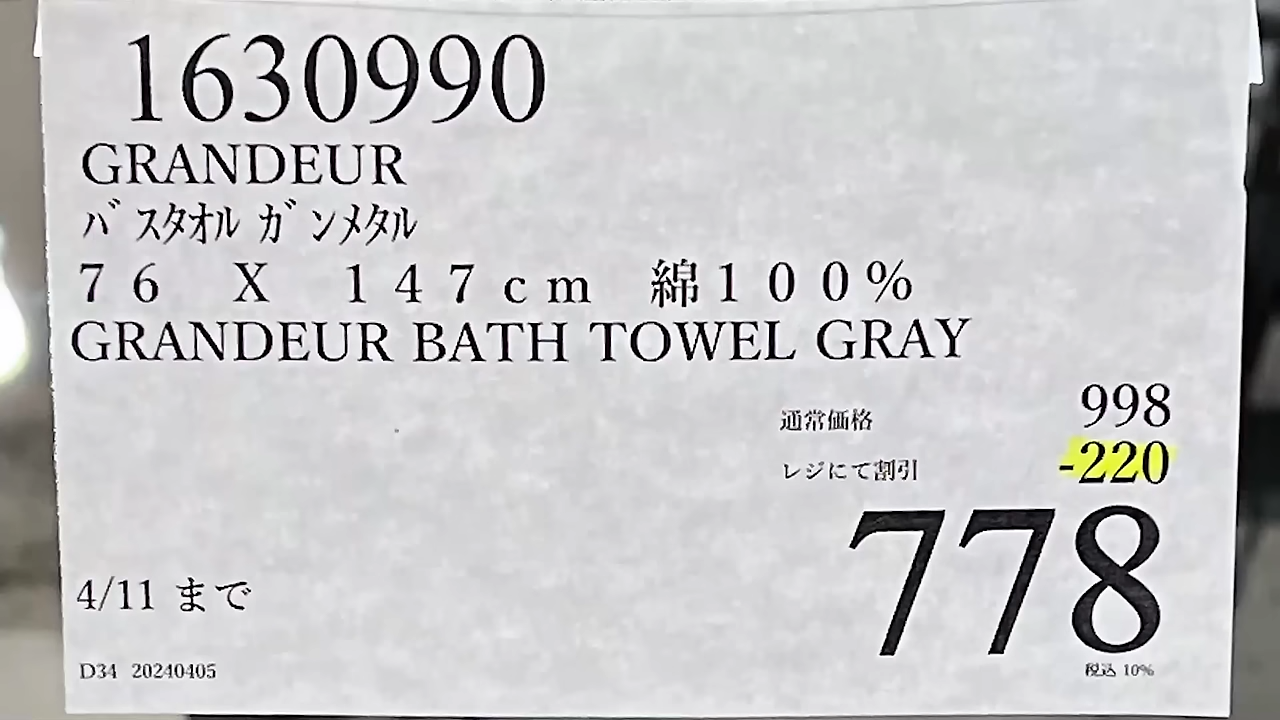 1630990
GRANDEUR
ﾊﾞｽﾀｵﾙ ｶﾞﾝﾒﾀﾙ
７６　Ｘ　１４７ｃｍ　綿１００％
GRANDEUR BATH TOWEL GRAY
通常価格 998
レジにて割引 -220
778
4/11 まで
D34 20240405
税込 10%